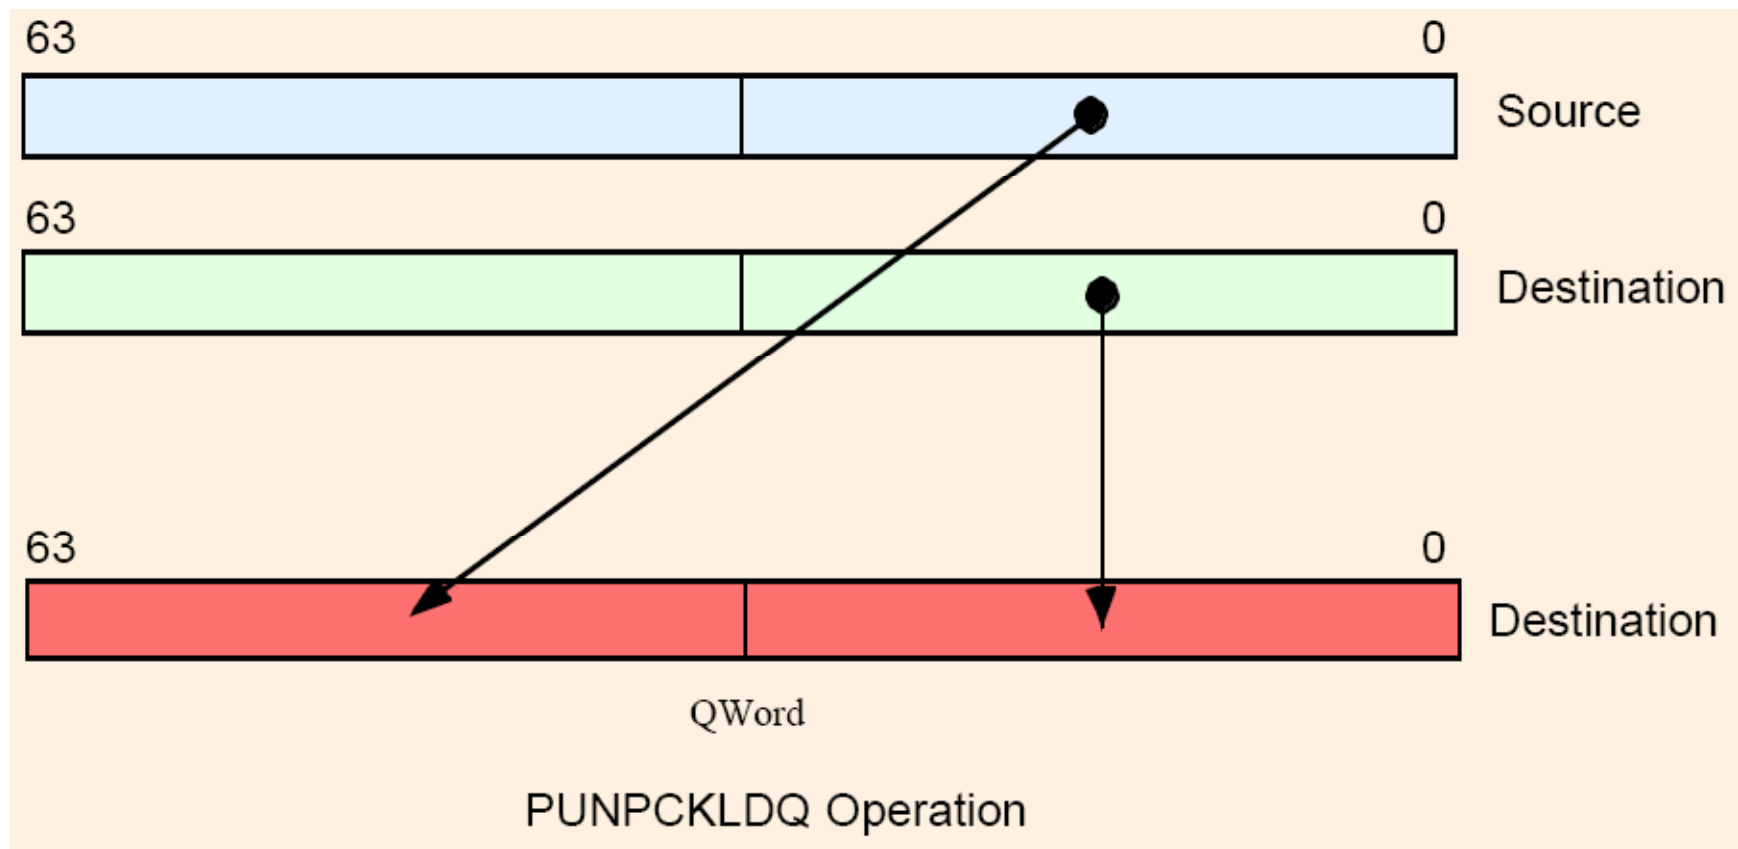 63 0
Source
63 0
Destination
63 0
Destination
QWord
PUNPCKLDQ Operation